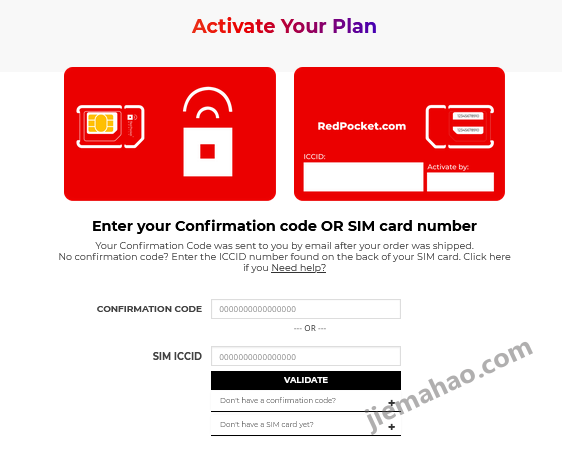 Activate Your Plan
RedPocket.com
ICCID:
Activate by:
Enter your Confirmation code OR SIM card number
Your Confirmation Code was sent to you by email after your order was shipped.
No confirmation code? Enter the ICCID number found on the back of your SIM card. Click here
if you Need help?
CONFIRMATION CODE
0000000000000000
--- OR ---
SIM ICCID
0000000000000000
VALIDATE
Don't have a confirmation code? +
Don't have a SIM card yet? +
jiemahao.com